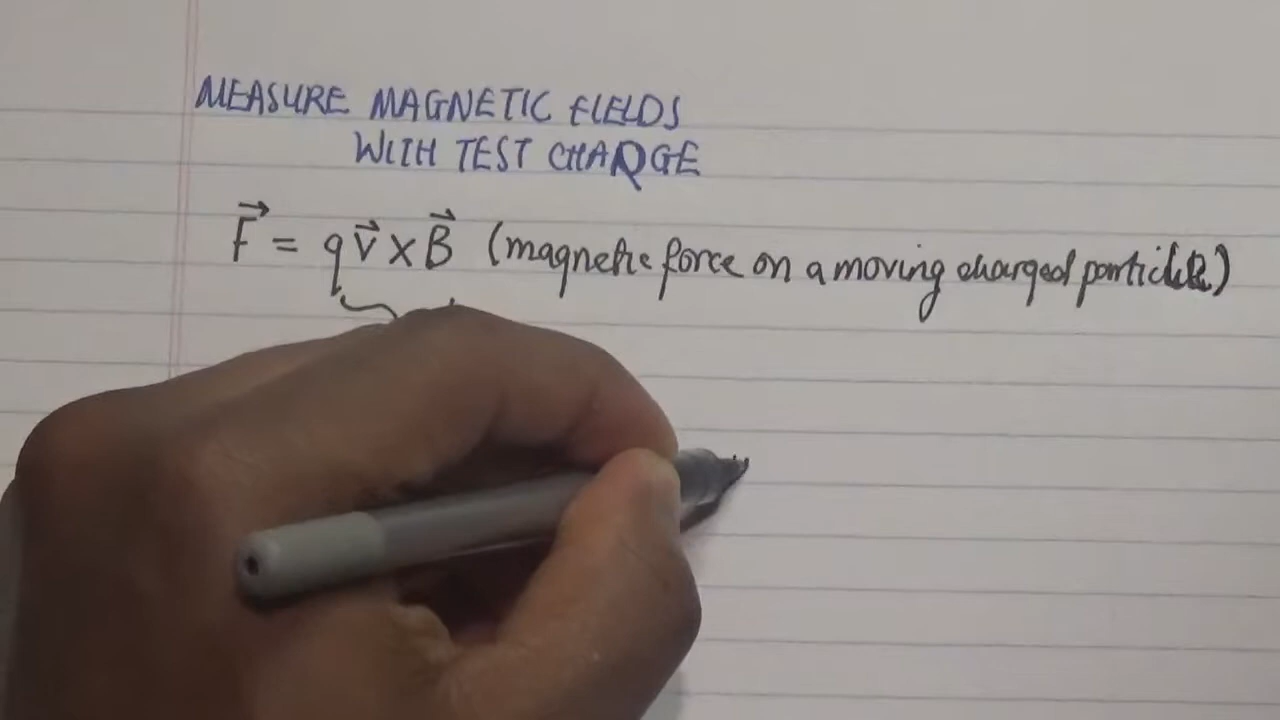 MEASURE MAGNETIC FIELDS
WITH TEST CHARGE
F⃗ = qv⃗ × B⃗ (magnetic force on a moving charged particle)